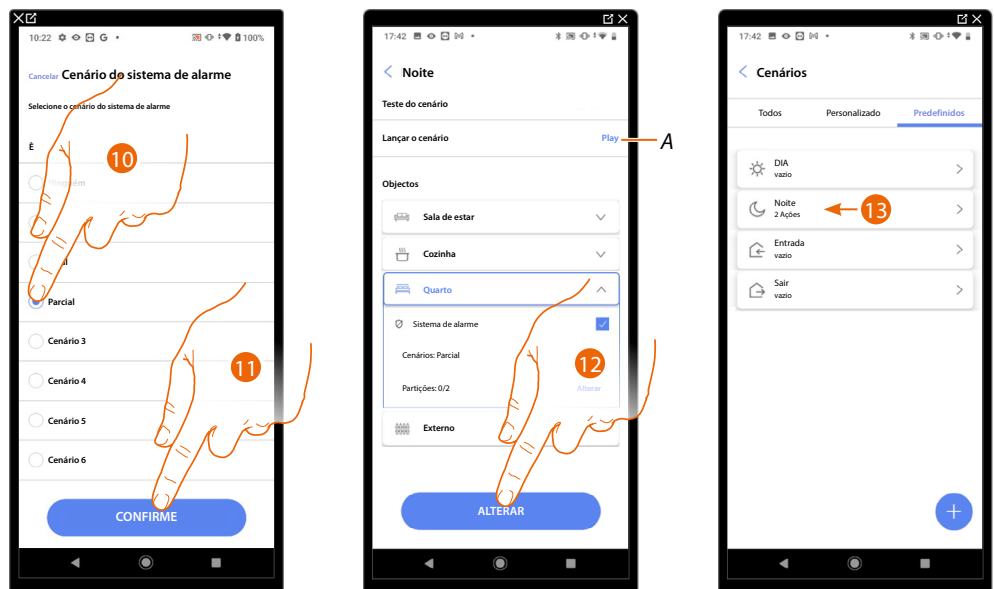 10:22 G 100%
Cancelar Cenário do sistema de alarme
Selecione o cenário do sistema de alarme
10
Parcial
Cenário 3
11
Cenário 4
Cenário 5
Cenário 6
CONFIRME
17:42
Noite
Teste do cenário
Lançar o cenário Play A
Objectos
Sala de estar
Cozinha
Quarto
Sistema de alarme
Cenários: Parcial
12
Partições: 0/2 Alterar
Externo
ALTERAR
17:42
Cenários
Todos Personalizado Predefinidos
DIA
vazio
Noite
2 Ações
13
Entrada
vazio
Sair
vazio